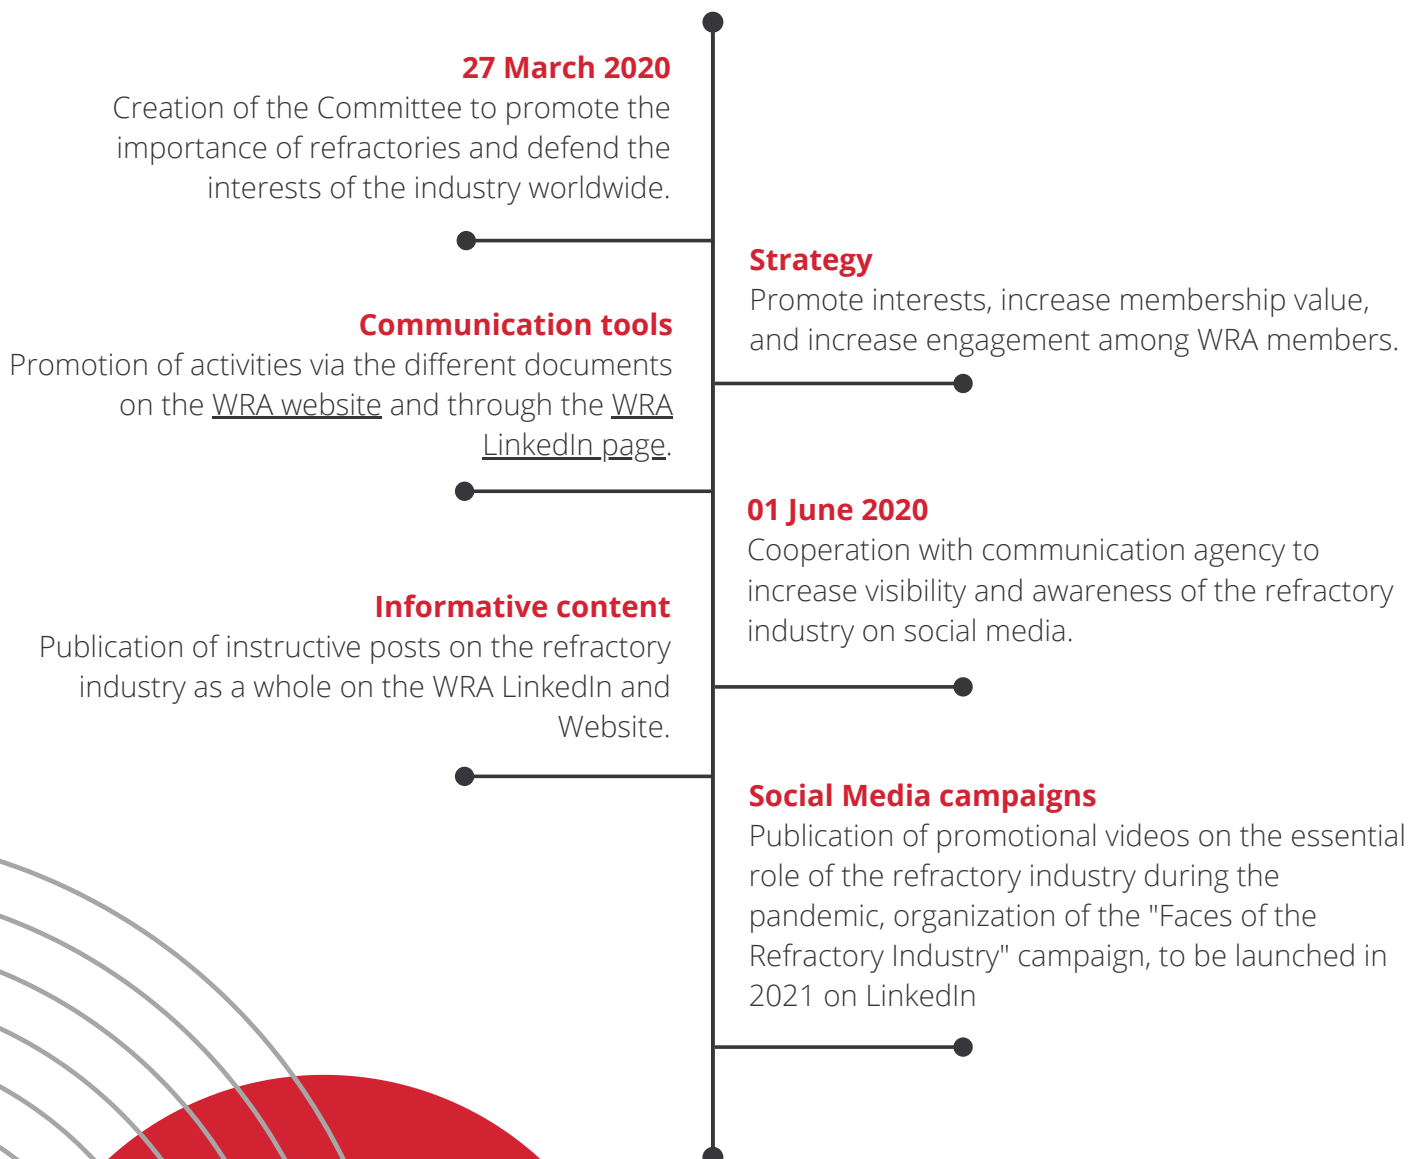 27 March 2020
Creation of the Committee to promote the
importance of refractories and defend the
interests of the industry worldwide.
Strategy
Promote interests, increase membership value,
and increase engagement among WRA members.
Communication tools
Promotion of activities via the different documents
on the WRA website and through the WRA
LinkedIn page.
01 June 2020
Cooperation with communication agency to
increase visibility and awareness of the refractory
industry on social media.
Informative content
Publication of instructive posts on the refractory
industry as a whole on the WRA LinkedIn and
Website.
Social Media campaigns
Publication of promotional videos on the essential
role of the refractory industry during the
pandemic, organization of the "Faces of the
Refractory Industry" campaign, to be launched in
2021 on LinkedIn